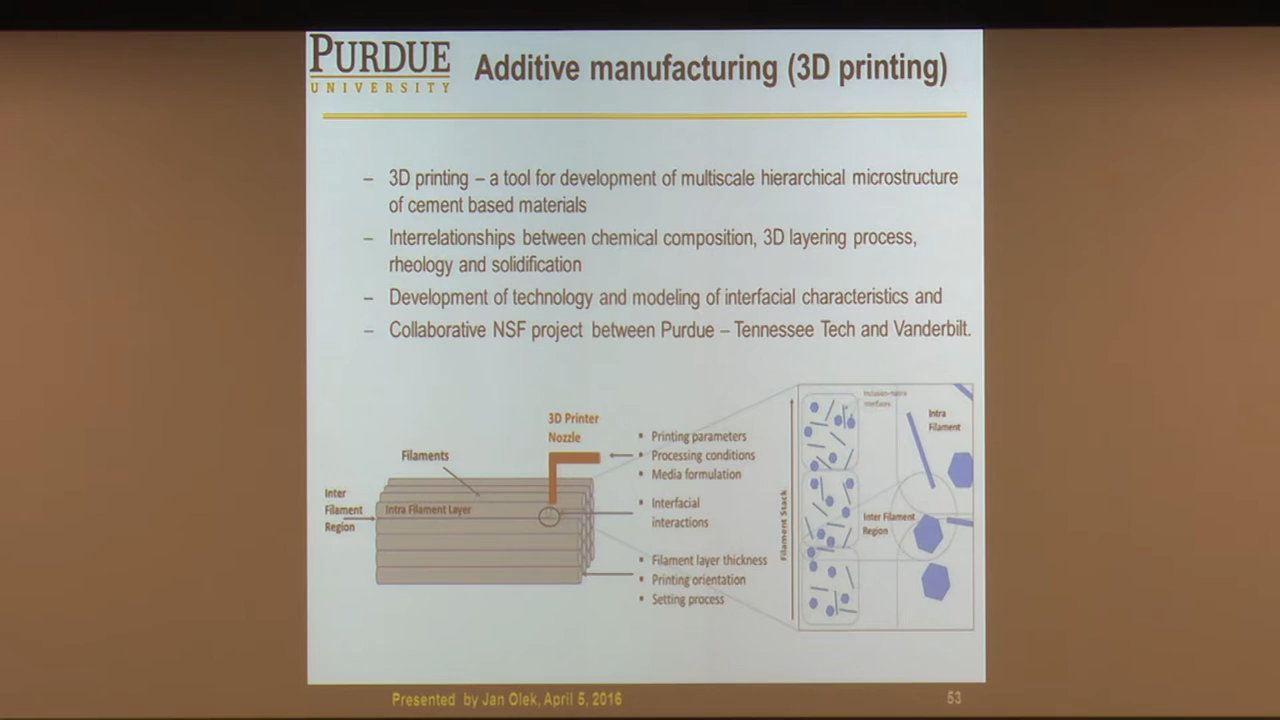 PURDUE
UNIVERSITY
Additive manufacturing (3D printing)
– 3D printing – a tool for development of multiscale hierarchical microstructure
of cement based materials
– Interrelationships between chemical composition, 3D layering process,
rheology and solidification
– Development of technology and modeling of interfacial characteristics and
– Collaborative NSF project between Purdue – Tennessee Tech and Vanderbilt.
3D Printer
Nozzle
Filaments
Inter
Filament
Region
Intra Filament Layer
▪ Printing parameters
▪ Processing conditions
▪ Media formulation
▪ Interfacial
interactions
▪ Filament layer thickness
▪ Printing orientation
▪ Setting process
Filament Stack
Inclusion-matrix
interfaces
Intra
Filament
Inter Filament
Region
Presented by Jan Olek, April 5, 2016
53